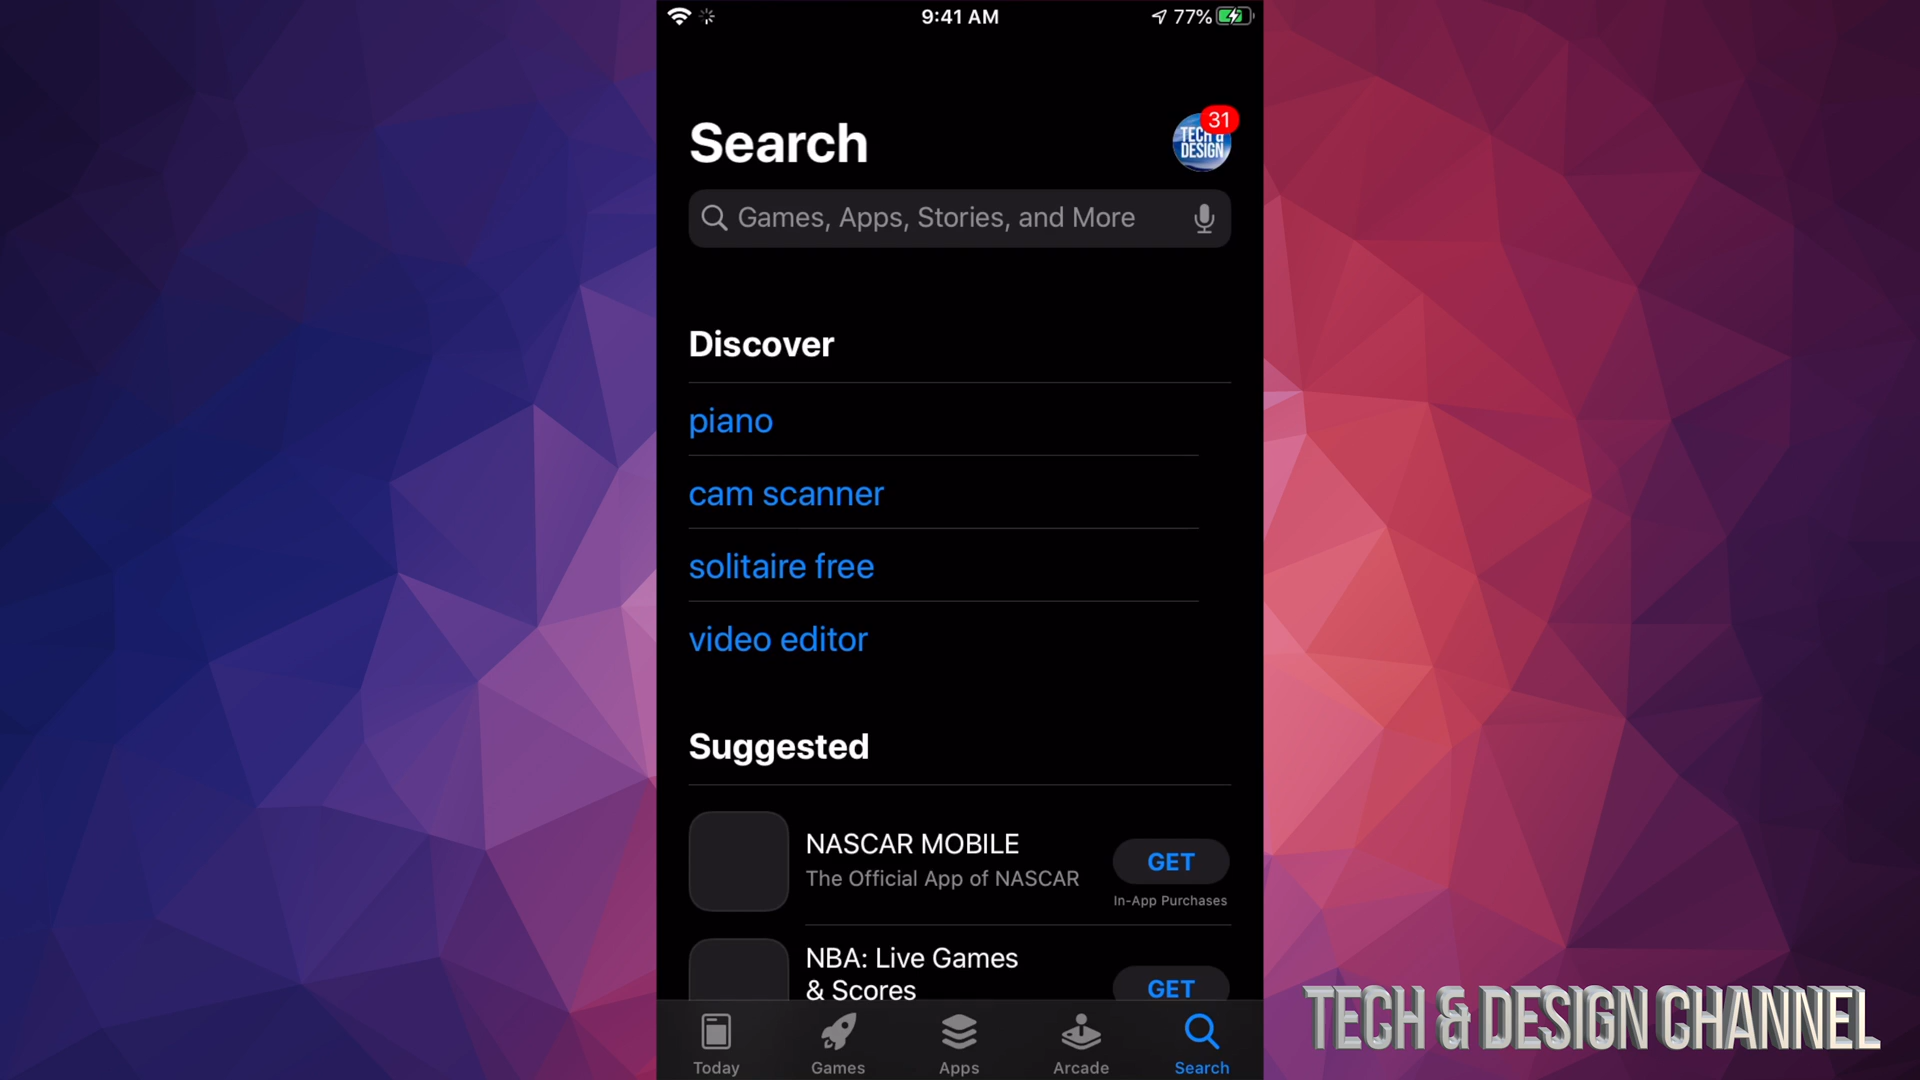 9:41 AM
77%
31
TECH &
DESIGN
Search
Games, Apps, Stories, and More
Discover
piano
cam scanner
solitaire free
video editor
Suggested
NASCAR MOBILE
The Official App of NASCAR
GET
In-App Purchases
NBA: Live Games
& Scores
GET
Today
Games
Apps
Arcade
Search
TECH & DESIGN CHANNEL